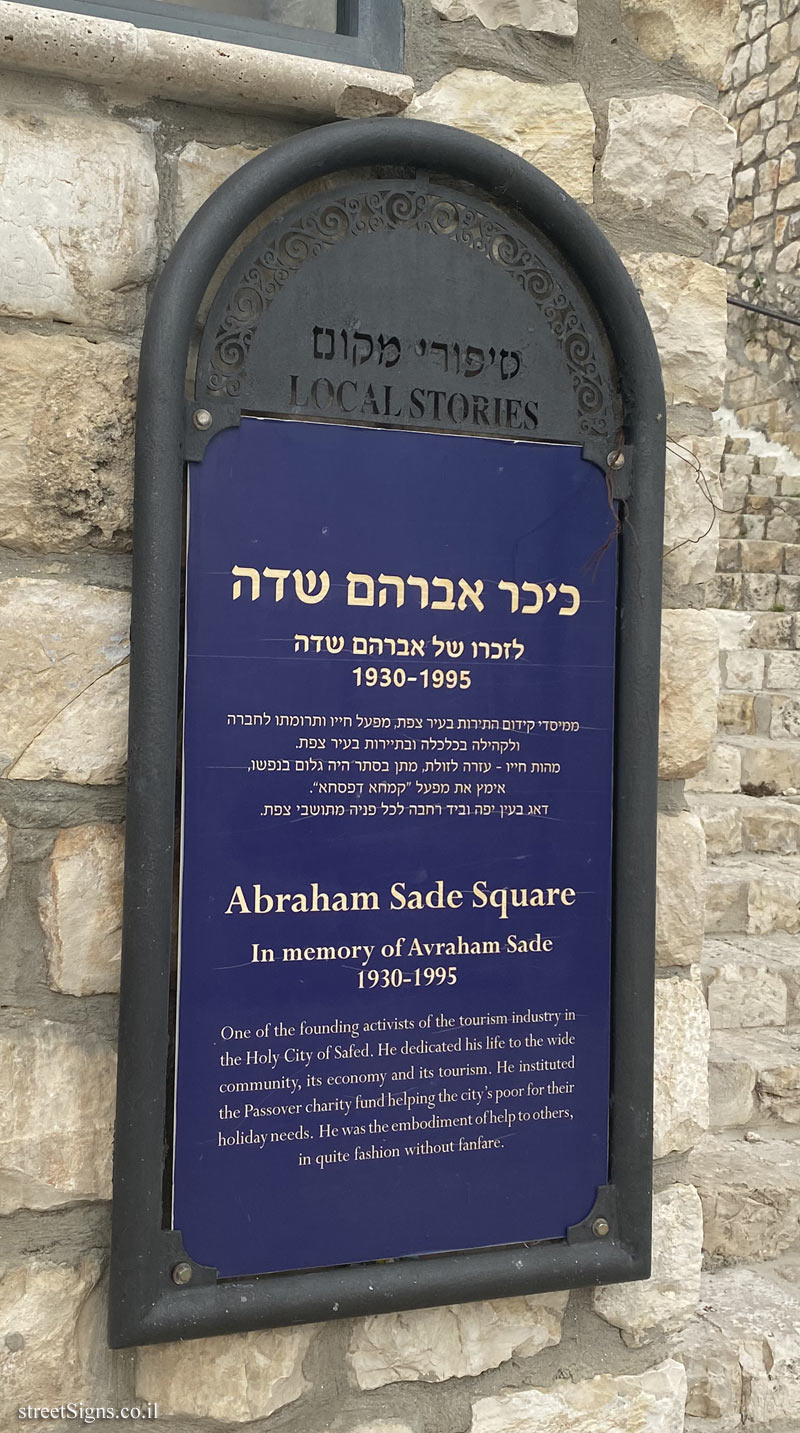 סיפורי מקום
LOCAL STORIES
כיכר אברהם שדה
לזכרו של אברהם שדה
1930-1995
ממיסדי קידום התירות בעיר צפת, מפעל חייו ותרומתו לחברה
ולקהילה בכלכלה ובתיירות בעיר צפת.
מהות חייו - עזרה לזולת, מתן בסתר היה גלום בנפשו,
אימץ את מפעל "קמחא דפסחא".
דאג בעין יפה וביד רחבה לכל פניה מתושבי צפת.
Abraham Sade Square
In memory of Avraham Sade
1930-1995
One of the founding activists of the tourism industry in
the Holy City of Safed. He dedicated his life to the wide
community, its economy and its tourism. He instituted
the Passover charity fund helping the city's poor for their
holiday needs. He was the embodiment of help to others,
in quite fashion without fanfare.
streetSigns.co.il